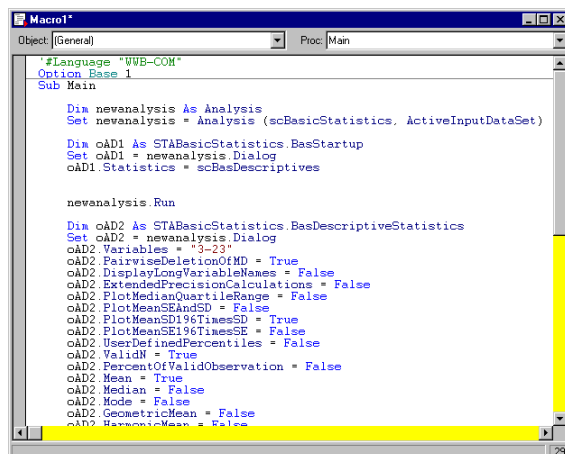 Macro1*
Object: (General) Proc: Main
'#Language "WWB-COM"
Option Base 1
Sub Main
Dim newanalysis As Analysis
Set newanalysis = Analysis (scBasicStatistics, ActiveInputDataSet)
Dim oAD1 As STABasicStatistics.BasStartup
Set oAD1 = newanalysis.Dialog
oAD1.Statistics = scBasDescriptives
newanalysis.Run
Dim oAD2 As STABasicStatistics.BasDescriptiveStatistics
Set oAD2 = newanalysis.Dialog
oAD2.Variables = "3-23"
oAD2.PairwiseDeletionOfMD = True
oAD2.DisplayLongVariableNames = False
oAD2.ExtendedPrecisionCalculations = False
oAD2.PlotMedianQuartileRange = False
oAD2.PlotMeanSEAndSD = False
oAD2.PlotMeanSD196TimesSD = True
oAD2.PlotMeanSE196TimesSE = False
oAD2.UserDefinedPercentiles = False
oAD2.ValidN = True
oAD2.PercentOfValidObservation = False
oAD2.Mean = True
oAD2.Median = False
oAD2.Mode = False
oAD2.GeometricMean = False
oAD2.HarmonicMean = False